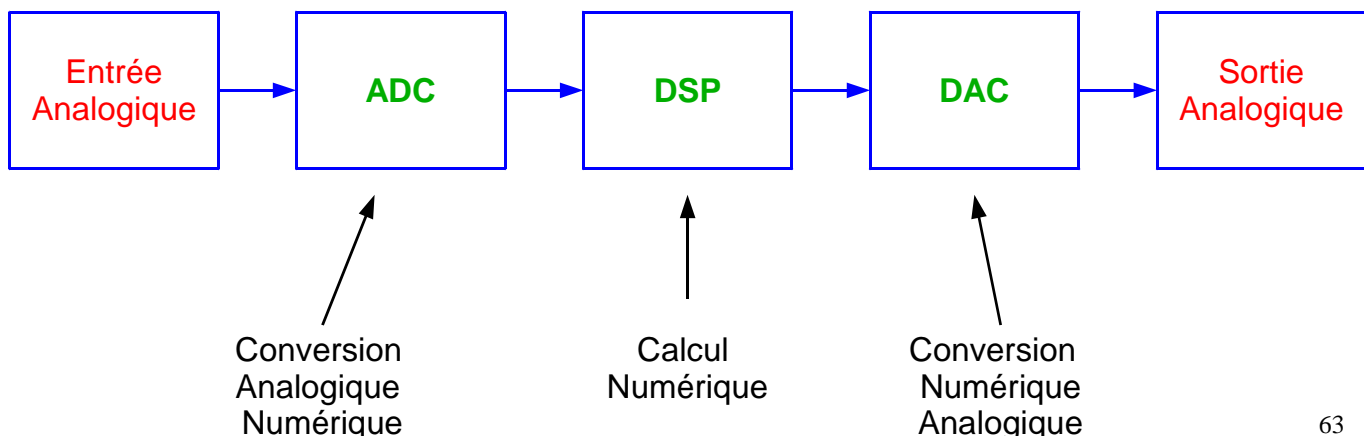 Entrée
Analogique
ADC
DSP
DAC
Sortie
Analogique
Conversion
Analogique
Numérique
Calcul
Numérique
Conversion
Numérique
Analogique
63